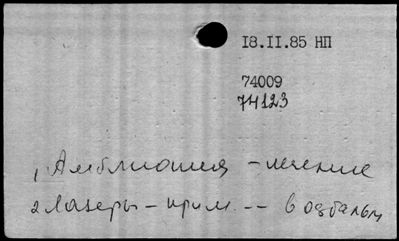 18.II.85 НП
74009
74123
1 Амблиопия - лечение
2 Лазеры - прим. -- в офтальм